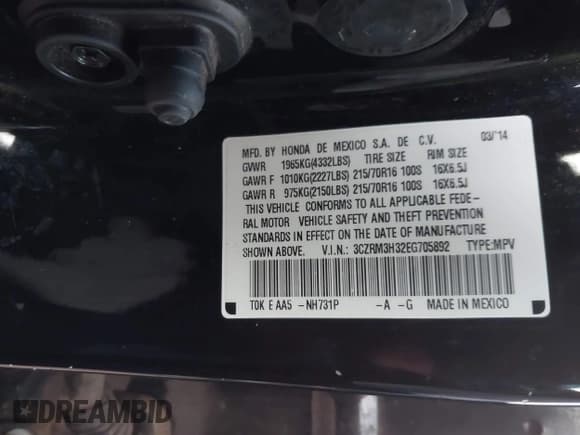 MFD. BY HONDA DE MEXICO S.A. DE C.V. 03/'14
GVWR 1965KG(4332LBS) TIRE SIZE RIM SIZE
GAWR F 1010KG(2227LBS) 215/70R16 100S 16X6.5J
GAWR R 975KG(2150LBS) 215/70R16 100S 16X6.5J
THIS VEHICLE CONFORMS TO ALL APPLICABLE FEDE-
RAL MOTOR VEHICLE SAFETY AND THEFT PREVENTION
STANDARDS IN EFFECT ON THE DATE OF MANUFACTURE
SHOWN ABOVE. V.I.N.: 3CZRM3H32EG705892 TYPE:MPV
T0K E AA5 -NH731P -A -G MADE IN MEXICO
DREAMBID